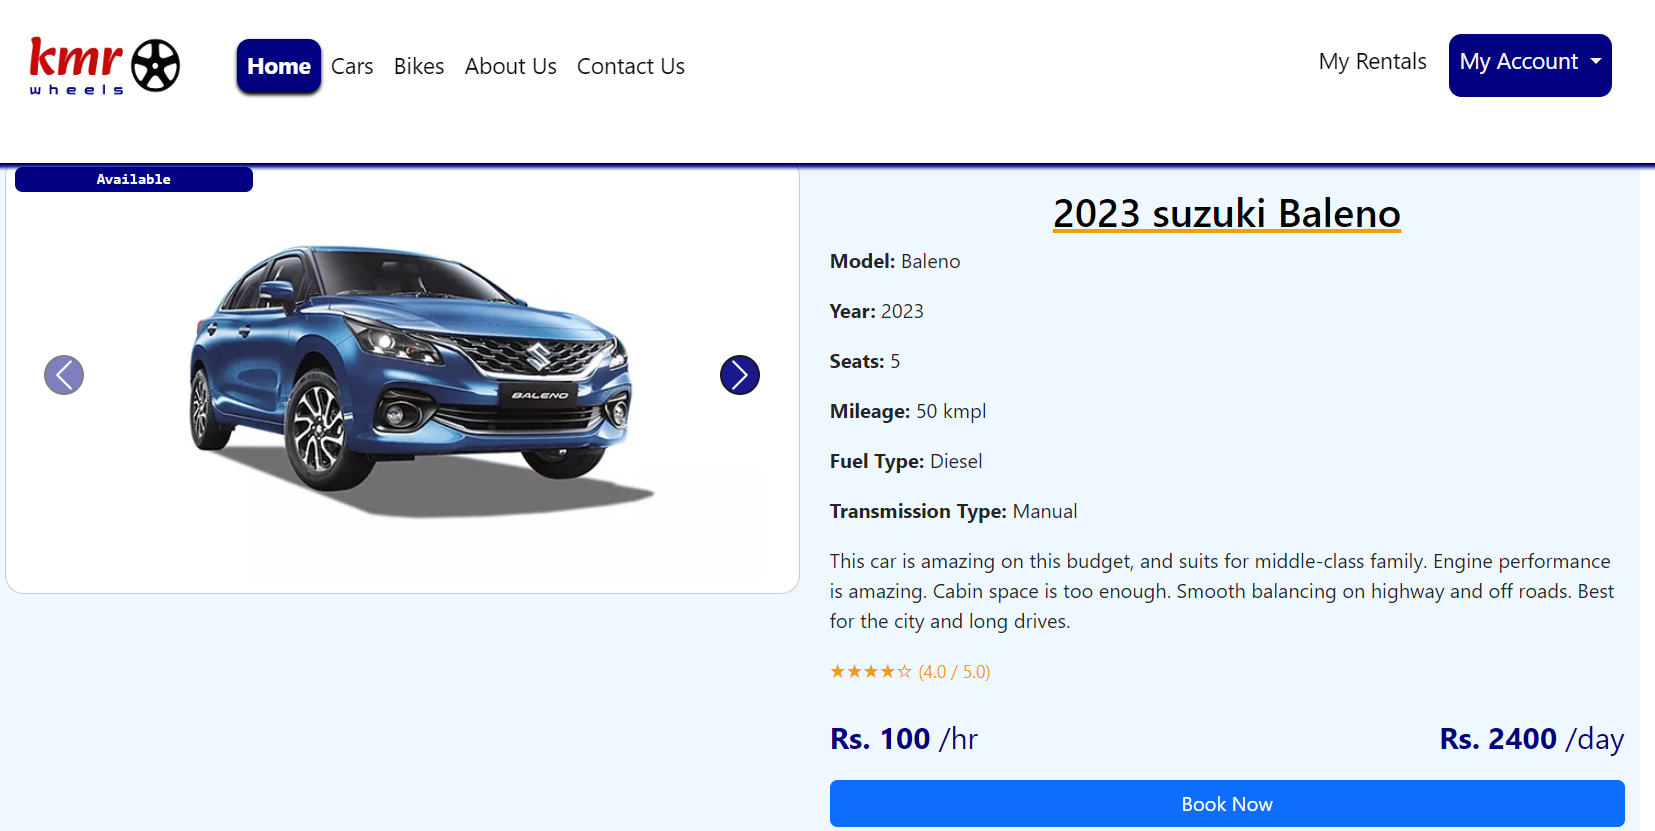 kmr
wheels
Home Cars Bikes About Us Contact Us
My Rentals My Account
Available
BALENO
2023 suzuki Baleno
Model: Baleno
Year: 2023
Seats: 5
Mileage: 50 kmpl
Fuel Type: Diesel
Transmission Type: Manual
This car is amazing on this budget, and suits for middle-class family. Engine performance
is amazing. Cabin space is too enough. Smooth balancing on highway and off roads. Best
for the city and long drives.
★★★★☆ (4.0 / 5.0)
Rs. 100 /hr
Rs. 2400 /day
Book Now